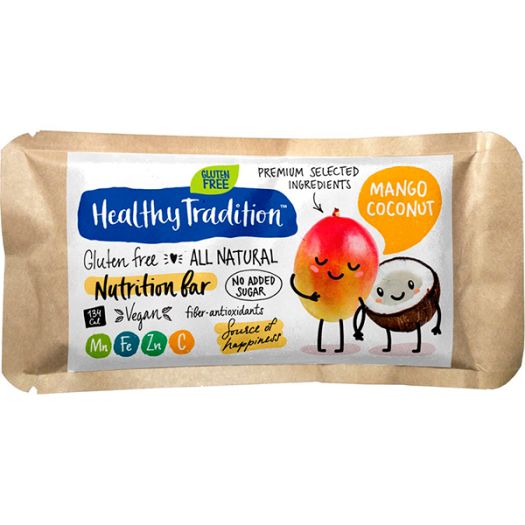 GLUTEN
FREE
PREMIUM SELECTED
INGREDIENTS
MANGO
COCONUT
Healthy Tradition™
Gluten free ALL NATURAL
Nutrition bar
NO ADDED
SUGAR
134
Cal
Vegan
fiber-antioxidants
Mn Fe Zn C
Source of
happiness